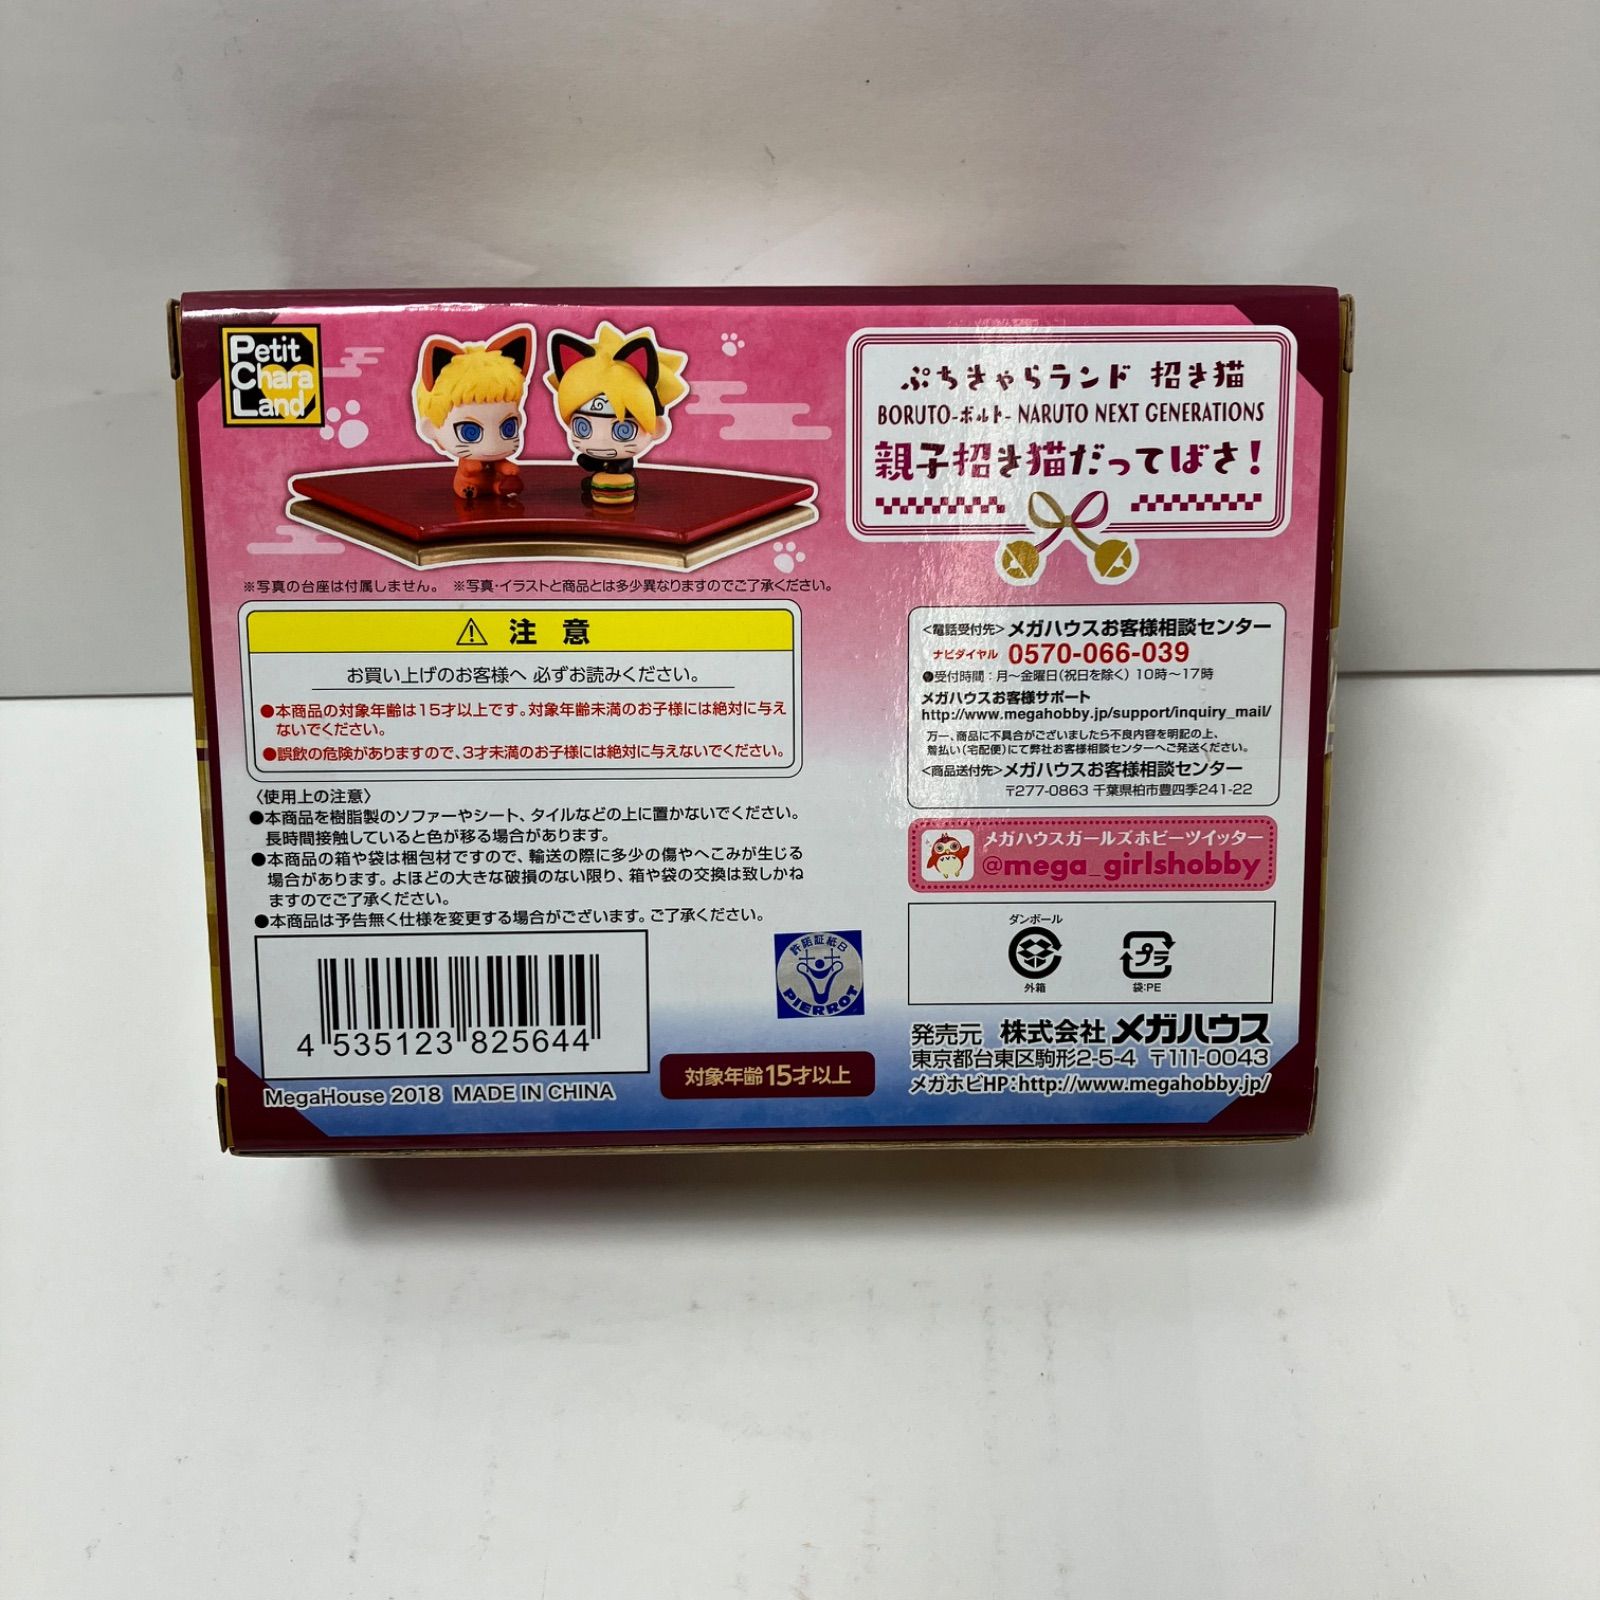 Petit
Chara
Land
ぷちきゃらランド 招き猫
BORUTO-ボルト- NARUTO NEXT GENERATIONS
親子招き猫だってばさ！
※写真の台座は付属しません。 ※写真・イラストと商品とは多少異なりますのでご了承ください。
⚠ 注 意
お買い上げのお客様へ 必ずお読みください。
●本商品の対象年齢は15才以上です。対象年齢未満のお子様には絶対に与え
ないでください。
●誤飲の危険がありますので、3才未満のお子様には絶対に与えないでください。
〈使用上の注意〉
●本商品を樹脂製のソファーやシート、タイルなどの上に置かないでください。
長時間接触していると色が移る場合があります。
●本商品の箱や袋は梱包材ですので、輸送の際に多少の傷やへこみが生じる
場合があります。よほどの大きな破損のない限り、箱や袋の交換は致しかね
ますのでご了承ください。
●本商品は予告無く仕様を変更する場合がございます。ご了承ください。
4 535123 825644
MegaHouse 2018 MADE IN CHINA
許諾証紙B
PIERROT
対象年齢15才以上
<電話受付先> メガハウスお客様相談センター
ナビダイヤル 0570-066-039
●受付時間：月～金曜日(祝日を除く) 10時～17時
メガハウスお客様サポート
http://www.megahobby.jp/support/inquiry_mail/
万一、商品に不具合がございましたら不良内容を明記の上、
着払い(宅配便)にて弊社お客様相談センターへご発送ください。
<商品送付先> メガハウスお客様相談センター
〒277-0863 千葉県柏市豊四季241-22
メガハウスガールズホビーツイッター
@mega_girlshobby
ダンボール
外箱
プラ
袋:PE
発売元 株式会社 メガハウス
東京都台東区駒形2-5-4 〒111-0043
メガホビHP：http://www.megahobby.jp/